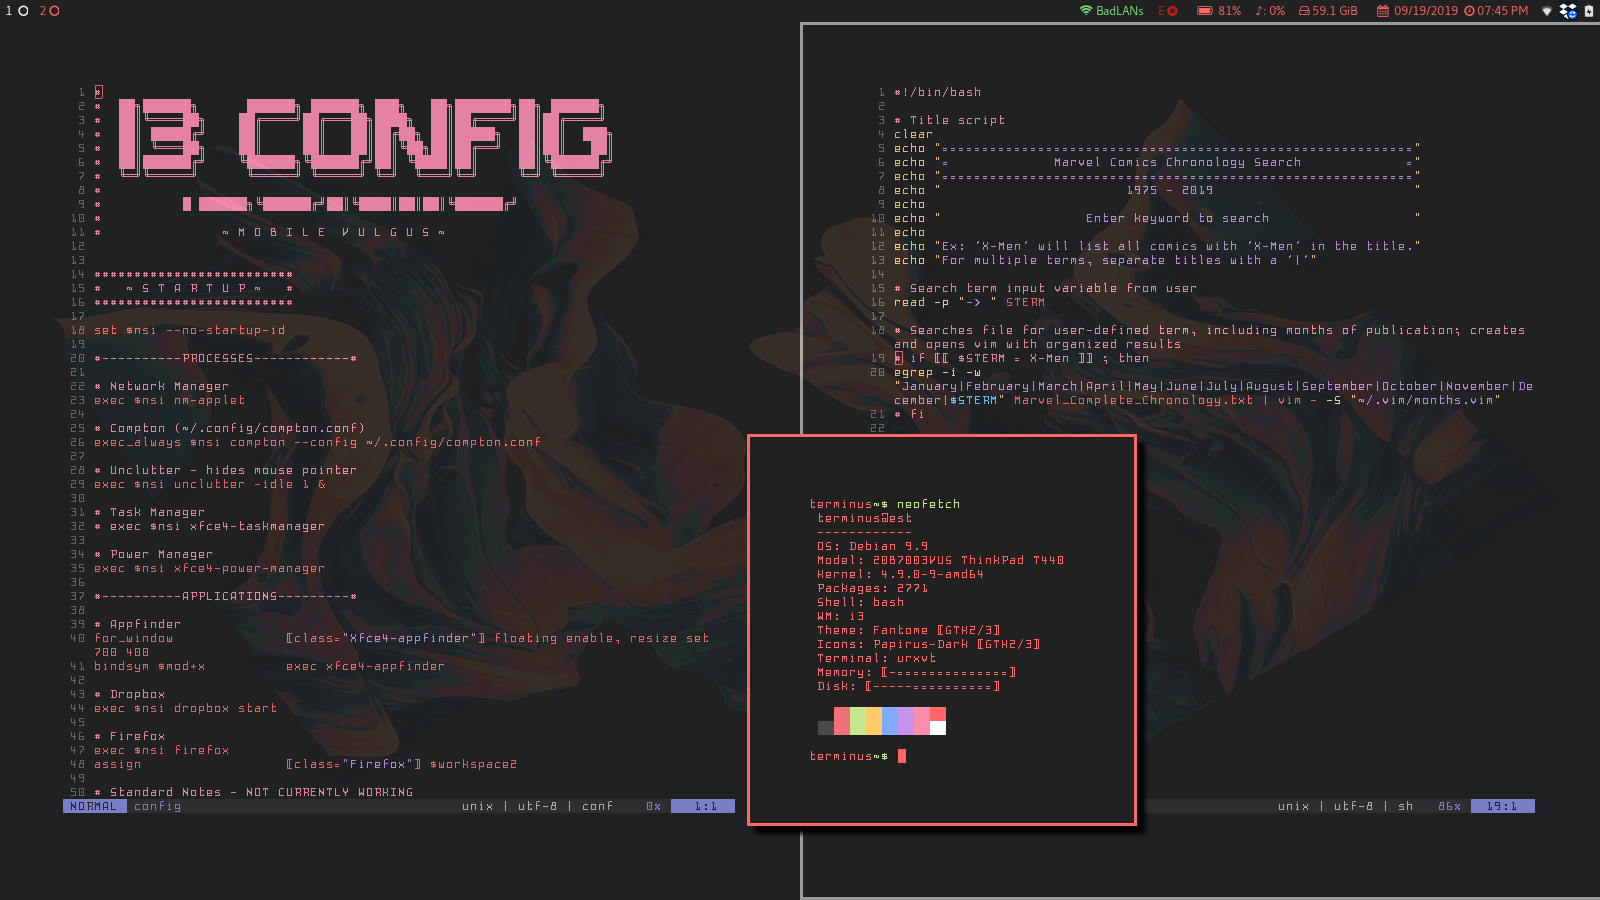 1 2 BadLANs E 81% ♪: 0% 59.1 GiB 09/19/2019 07:45 PM
1 #
2 #
3 #
4 #
5 #
6 #
7 #
I3 CONFIG
8 #
9 #
10 #
11 # ~ M O B I L E V U L G U S ~
12
13
14 #########################
15 # ~ S T A R T U P ~ #
16 #########################
17
18 set $nsi --no-startup-id
19
20 #----------PROCESSES------------#
21
22 # Network Manager
23 exec $nsi nm-applet
24
25 # Compton (~/.config/compton.conf)
26 exec_always $nsi compton --config ~/.config/compton.conf
27
28 # Unclutter - hides mouse pointer
29 exec $nsi unclutter -idle 1 &
30
31 # Task Manager
32 # exec $nsi xfce4-taskmanager
33
34 # Power Manager
35 exec $nsi xfce4-power-manager
36
37 #----------APPLICATIONS---------#
38
39 # Appfinder
40 for_window [class="Xfce4-appfinder"] floating enable, resize set
700 400
41 bindsym $mod+x exec xfce4-appfinder
42
43 # Dropbox
44 exec $nsi dropbox start
45
46 # Firefox
47 exec $nsi firefox
48 assign [class="Firefox"] $workspace2
49
50 # Standard Notes - NOT CURRENTLY WORKING
NORMAL config unix | utf-8 | conf 0% 1:1
1 #!/bin/bash
2
3 # Title script
4 clear
5 echo "==========================================================="
6 echo "= Marvel Comics Chronology Search ="
7 echo "==========================================================="
8 echo " 1975 - 2019 "
9 echo
10 echo " Enter keyword to search "
11 echo
12 echo "Ex: 'X-Men' will list all comics with 'X-Men' in the title."
13 echo "For multiple terms, separate titles with a '|'"
14
15 # Search term input variable from user
16 read -p "-> " STERM
17
18 # Searches file for user-defined term, including months of publication; creates
and opens vim with organized results
19 # if [[ $STERM = X-Men ]] ; then
20 egrep -i -w
"January|February|March|April|May|June|July|August|September|October|November|De
cember|$STERM" Marvel_Complete_Chronology.txt | vim - -S "~/.vim/months.vim"
21 # fi
22
unix | utf-8 | sh 86% 19:1
terminus~$ neofetch
terminus@est
------------
OS: Debian 9.9
Model: 20B7003VUS ThinkPad T440
Kernel: 4.9.0-9-amd64
Packages: 2771
Shell: bash
WM: i3
Theme: Fantome [GTK2/3]
Icons: Papirus-Dark [GTK2/3]
Terminal: urxvt
Memory: [-==============]
Disk: [-----==========]
terminus~$